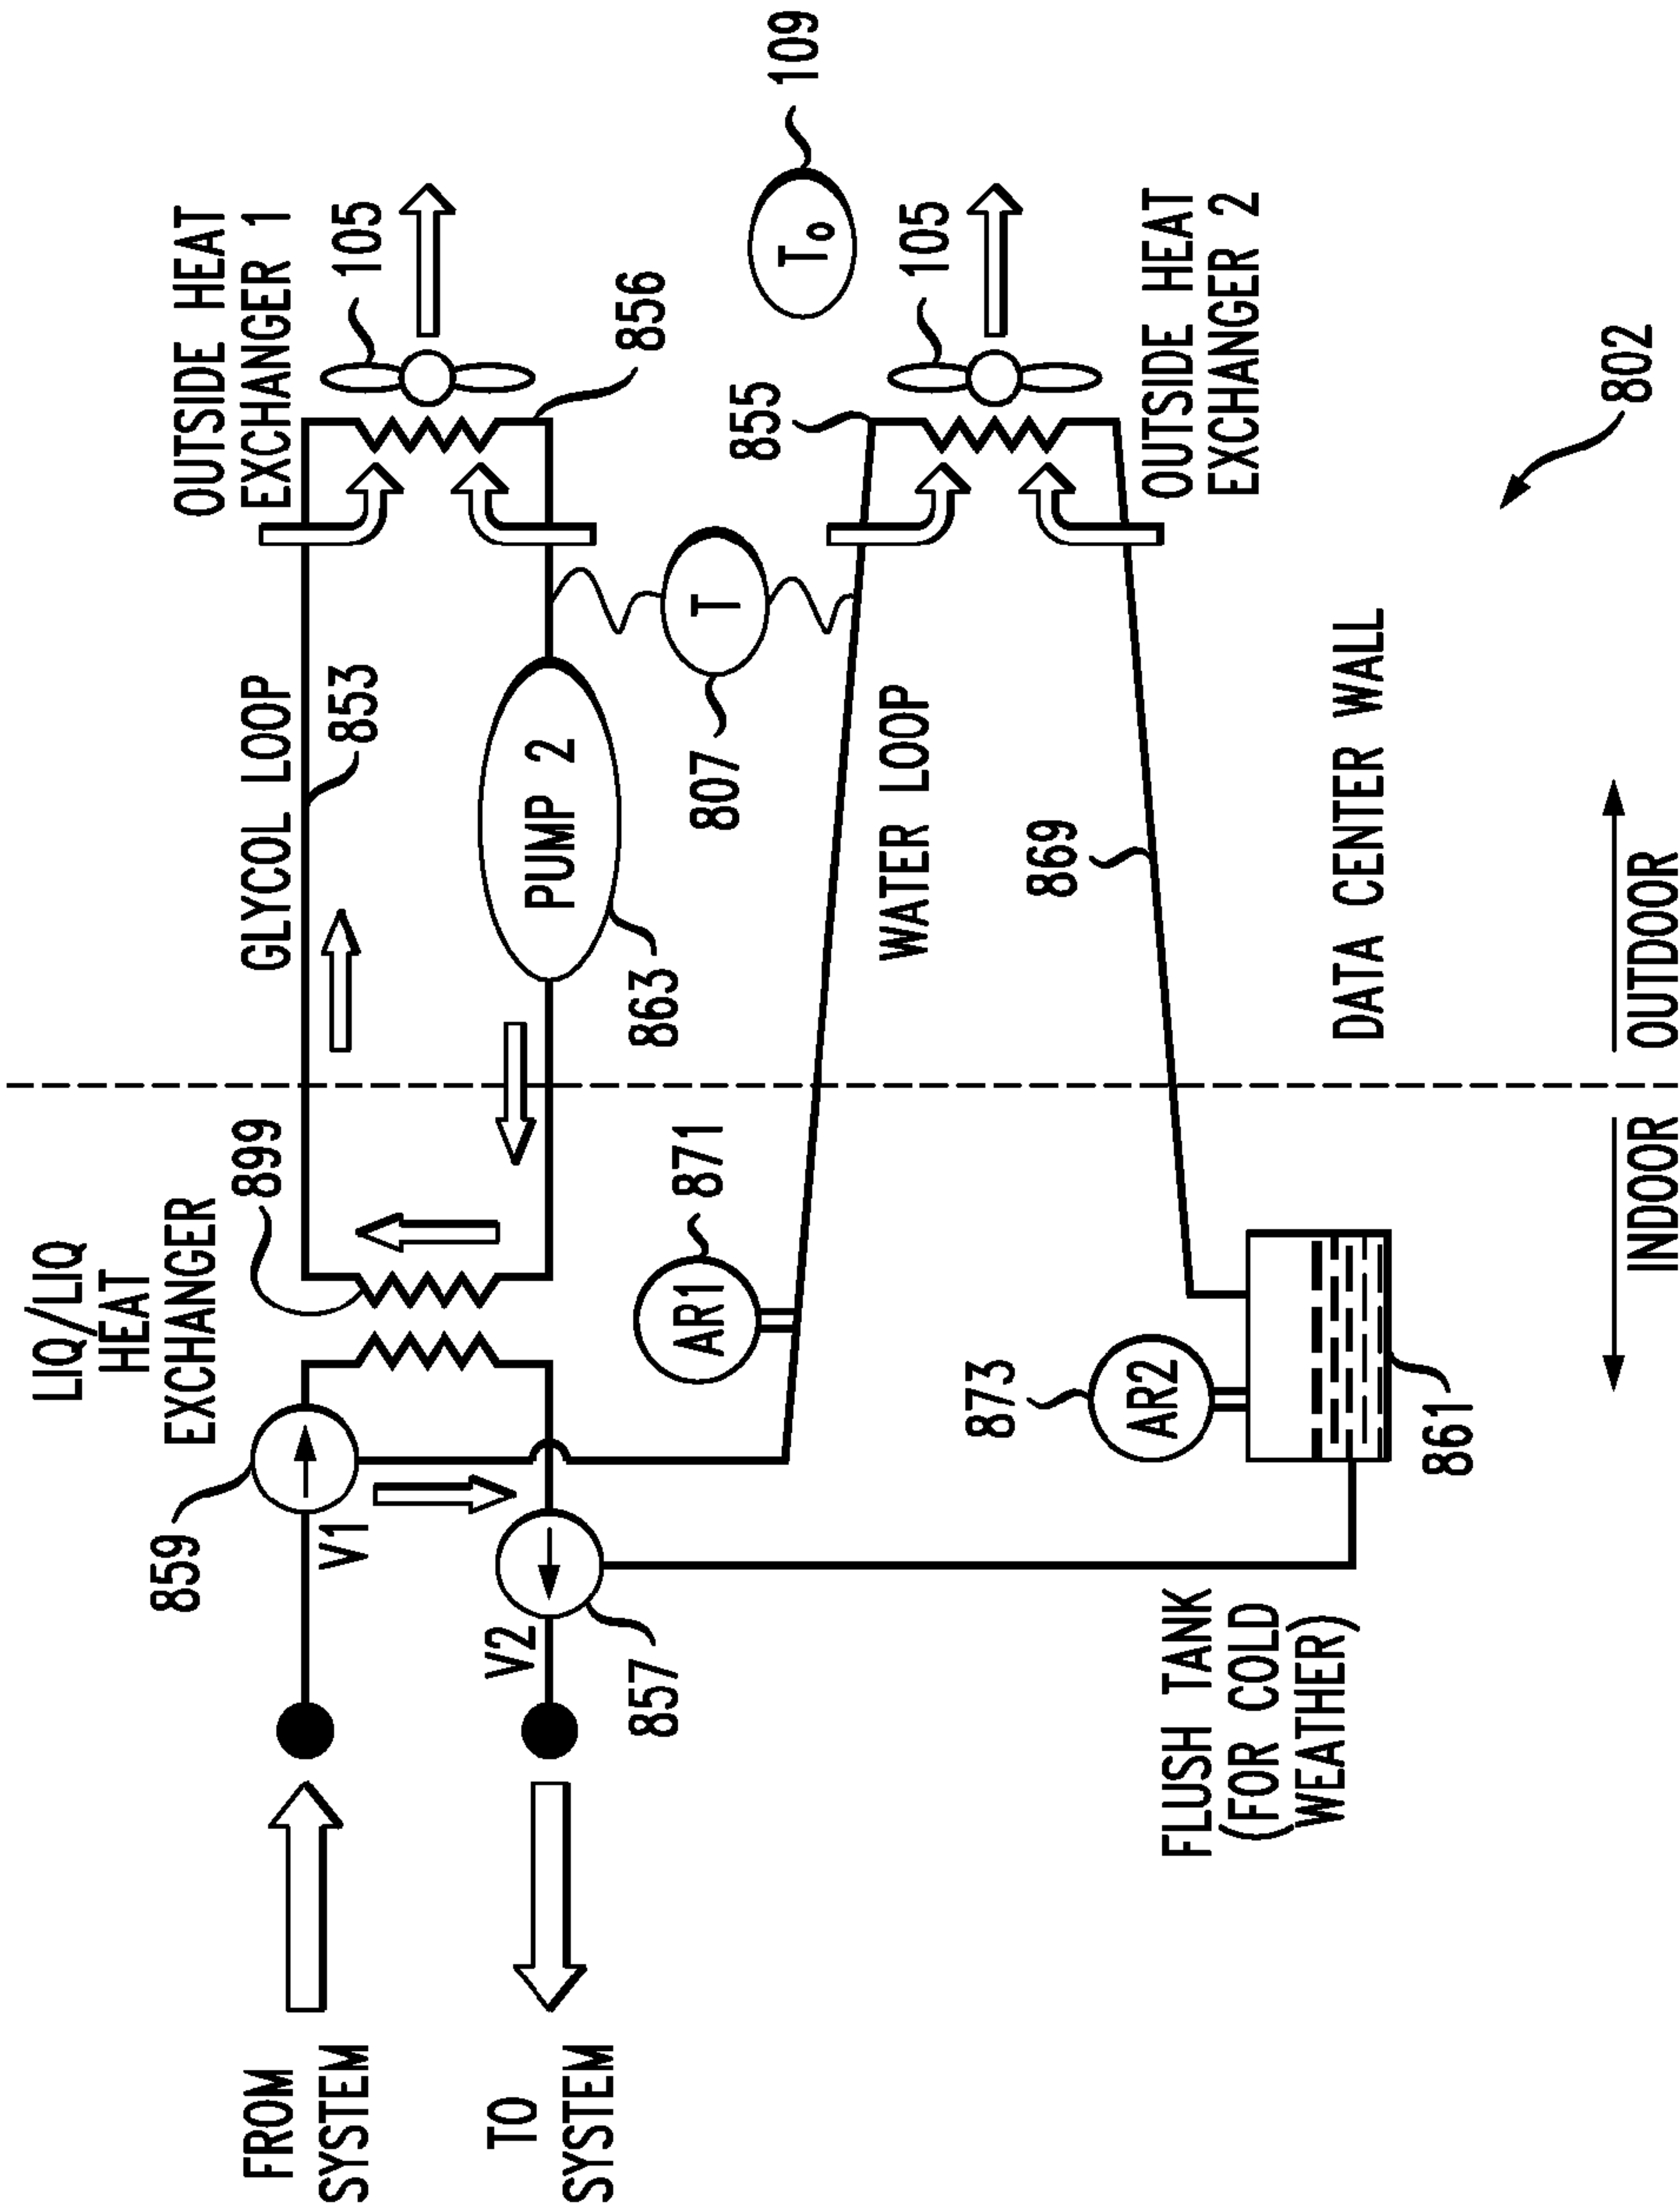 LIQ/LIQ
HEAT
EXCHANGER
899
GLYCOL LOOP
853
OUTSIDE HEAT
EXCHANGER 1
105
856
859
V1
FROM
SYSTEM
TO
SYSTEM
V2
857
PUMP 2
863
T
807
T₀
109
AR1
871
WATER LOOP
855
105
OUTSIDE HEAT
EXCHANGER 2
869
AR2
873
861
FLUSH TANK
(FOR COLD
WEATHER)
DATA CENTER WALL
INDOOR
OUTDOOR
802